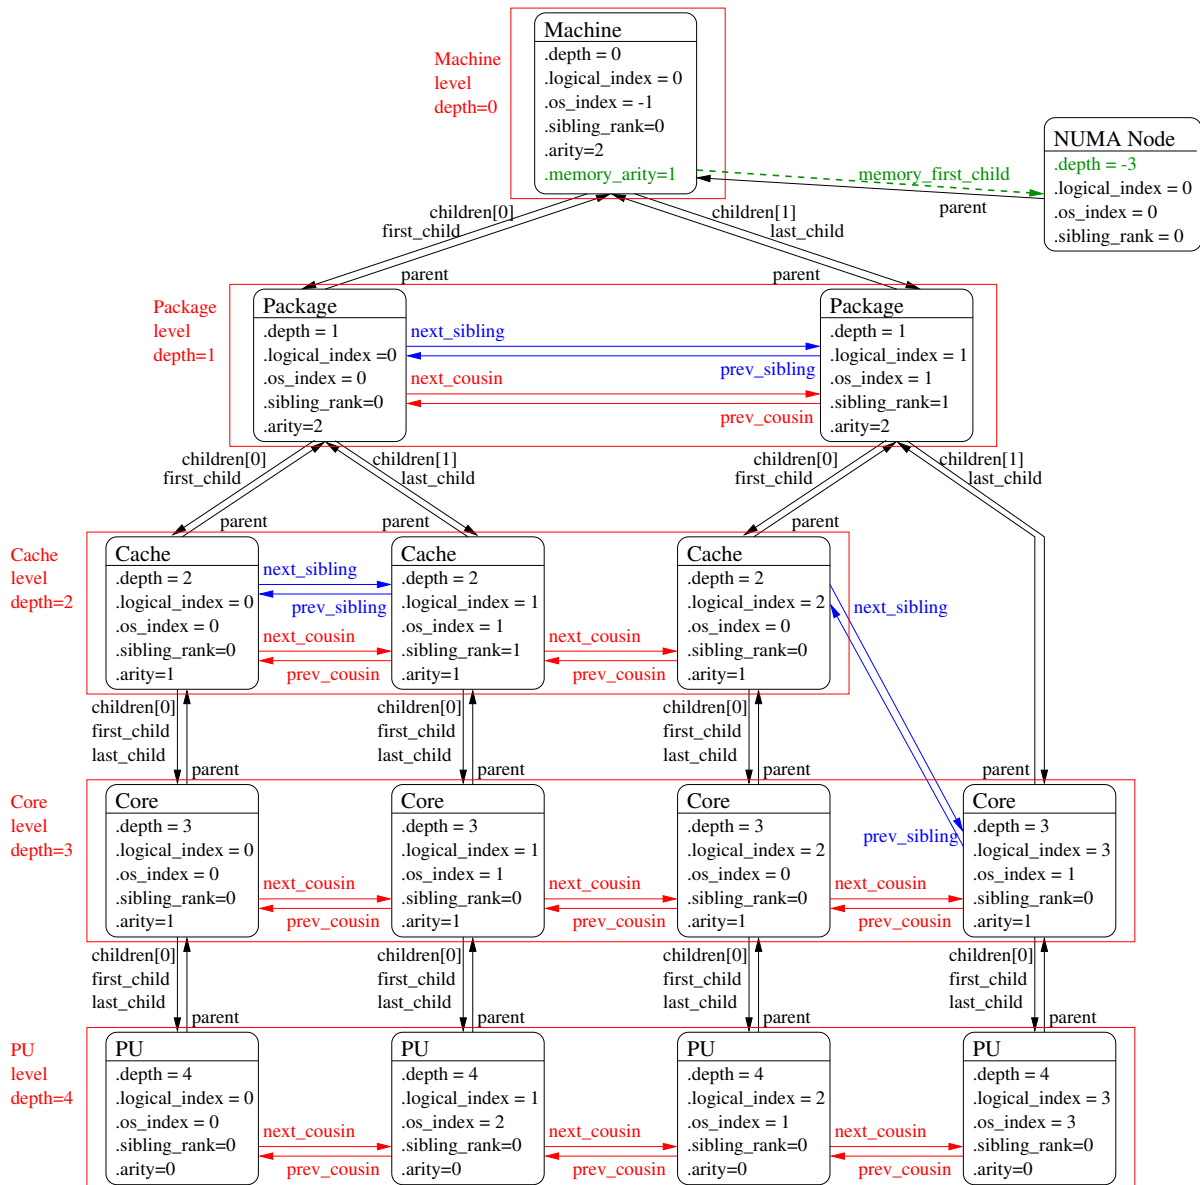 Machine
level
depth=0
Machine
.depth = 0
.logical_index = 0
.os_index = -1
.sibling_rank=0
.arity=2
.memory_arity=1
NUMA Node
.depth = -3
.logical_index = 0
.os_index = 0
.sibling_rank = 0
memory_first_child
parent
children[0]
first_child
parent
children[1]
last_child
parent
Package
level
depth=1
Package
.depth = 1
.logical_index =0
.os_index = 0
.sibling_rank=0
.arity=2
next_sibling
prev_sibling
next_cousin
prev_cousin
Package
.depth = 1
.logical_index = 1
.os_index = 1
.sibling_rank=1
.arity=2
children[0]
first_child
parent
children[1]
last_child
parent
children[0]
first_child
parent
children[1]
last_child
Cache
level
depth=2
Cache
.depth = 2
.logical_index = 0
.os_index = 0
.sibling_rank=0
.arity=1
next_sibling
prev_sibling
next_cousin
prev_cousin
Cache
.depth = 2
.logical_index = 1
.os_index = 1
.sibling_rank=1
.arity=1
next_cousin
prev_cousin
Cache
.depth = 2
.logical_index = 2
.os_index = 0
.sibling_rank=0
.arity=1
next_sibling
prev_sibling
children[0]
first_child
last_child
parent
children[0]
first_child
last_child
parent
children[0]
first_child
last_child
parent
parent
Core
level
depth=3
Core
.depth = 3
.logical_index = 0
.os_index = 0
.sibling_rank=0
.arity=1
next_cousin
prev_cousin
Core
.depth = 3
.logical_index = 1
.os_index = 1
.sibling_rank=0
.arity=1
next_cousin
prev_cousin
Core
.depth = 3
.logical_index = 2
.os_index = 0
.sibling_rank=0
.arity=1
next_cousin
prev_cousin
Core
.depth = 3
.logical_index = 3
.os_index = 1
.sibling_rank=0
.arity=1
children[0]
first_child
last_child
parent
children[0]
first_child
last_child
parent
children[0]
first_child
last_child
parent
children[0]
first_child
last_child
parent
PU
level
depth=4
PU
.depth = 4
.logical_index = 0
.os_index = 0
.sibling_rank=0
.arity=0
next_cousin
prev_cousin
PU
.depth = 4
.logical_index = 1
.os_index = 2
.sibling_rank=0
.arity=0
next_cousin
prev_cousin
PU
.depth = 4
.logical_index = 2
.os_index = 1
.sibling_rank=0
.arity=0
next_cousin
prev_cousin
PU
.depth = 4
.logical_index = 3
.os_index = 3
.sibling_rank=0
.arity=0